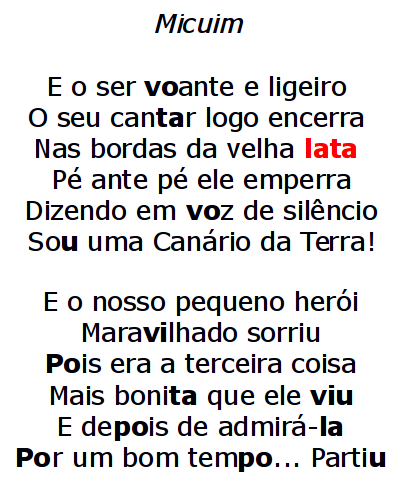 Micuim
E o ser voante e ligeiro
O seu cantar logo encerra
Nas bordas da velha lata
Pé ante pé ele emperra
Dizendo em voz de silêncio
Sou uma Canário da Terra!
E o nosso pequeno herói
Maravilhado sorriu
Pois era a terceira coisa
Mais bonita que ele viu
E depois de admirá-la
Por um bom tempo... Partiu